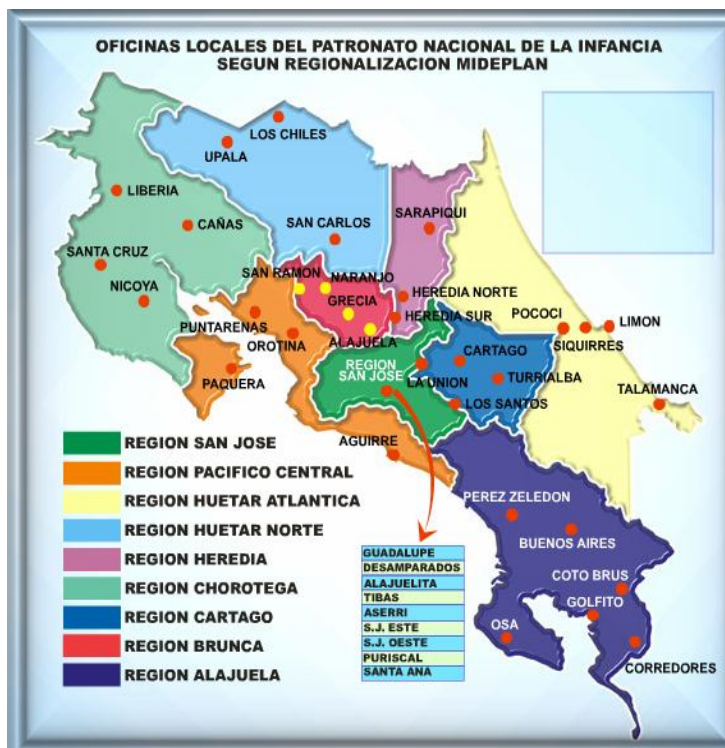 OFICINAS LOCALES DEL PATRONATO NACIONAL DE LA INFANCIA
SEGUN REGIONALIZACION MIDEPLAN
LOS CHILES
UPALA
LIBERIA
CAÑAS
SAN CARLOS
SARAPIQUI
SANTA CRUZ
NICOYA
SAN RAMON
NARANJO
GRECIA
ALAJUELA
HEREDIA NORTE
HEREDIA SUR
PUNTARENAS
OROTINA
PAQUERA
POCOCI
SIQUIRRES
LIMON
TALAMANCA
REGION
SAN JOSE
LA UNION
CARTAGO
TURRIALBA
LOS SANTOS
AGUIRRE
PEREZ ZELEDON
BUENOS AIRES
COTO BRUS
GOLFITO
OSA
CORREDORES
REGION SAN JOSE
REGION PACIFICO CENTRAL
REGION HUETAR ATLANTICA
REGION HUETAR NORTE
REGION HEREDIA
REGION CHOROTEGA
REGION CARTAGO
REGION BRUNCA
REGION ALAJUELA
GUADALUPE
DESAMPARADOS
ALAJUELITA
TIBAS
ASERRI
S.J. ESTE
S.J. OESTE
PURISCAL
SANTA ANA